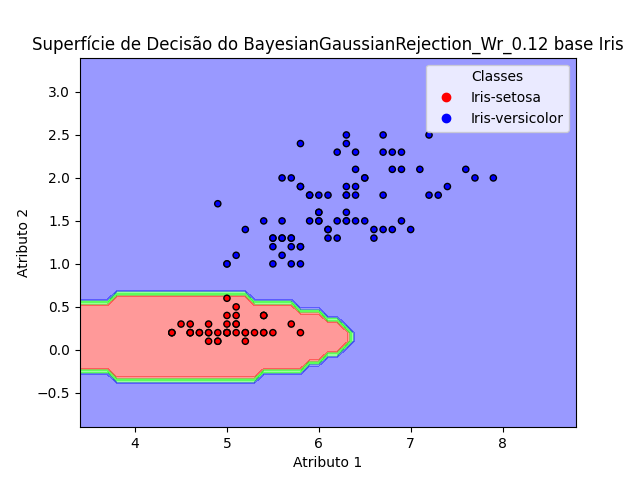 Superfície de Decisão do BayesianGaussianRejection_Wr_0.12 base Iris
Classes
Iris-setosa
Iris-versicolor
3.0
2.5
2.0
1.5
1.0
0.5
0.0
−0.5
Atributo 2
4 5 6 7 8
Atributo 1